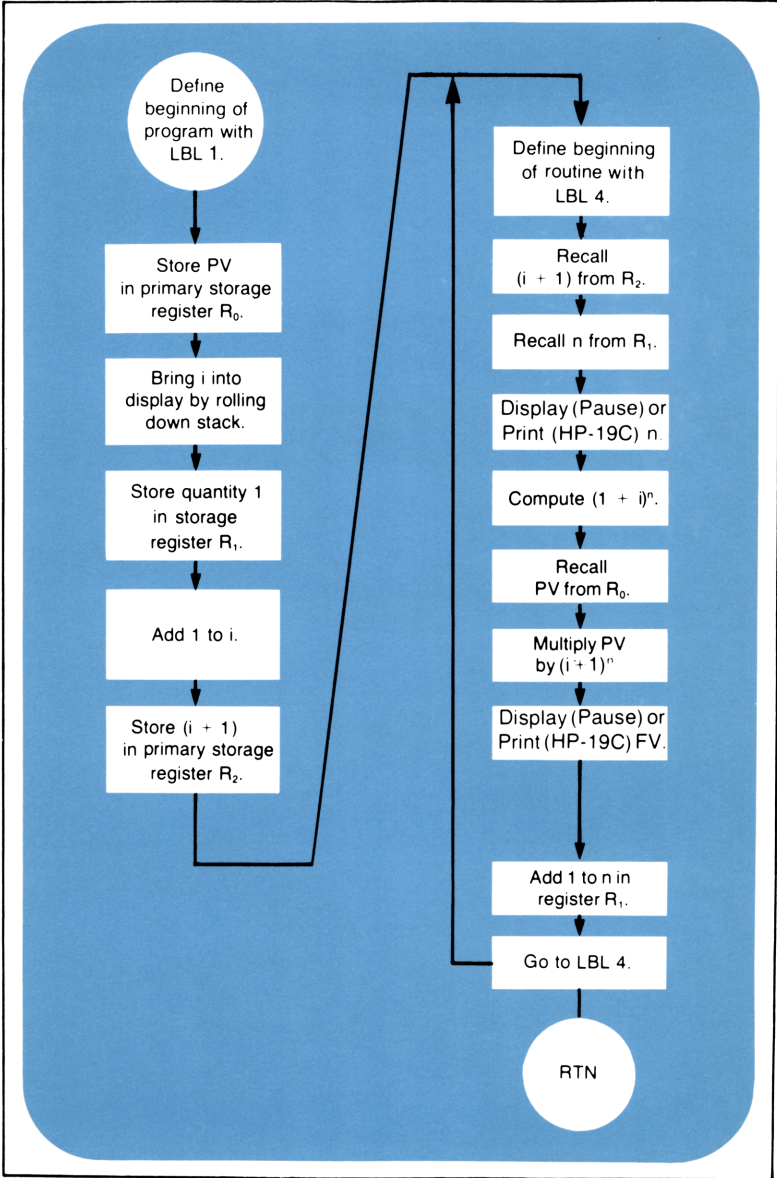 Define
beginning of
program with
LBL 1.
Store PV
in primary storage
register R₀.
Bring i into
display by rolling
down stack.
Store quantity 1
in storage
register R₁.
Add 1 to i.
Store (i + 1)
in primary storage
register R₂.
Define beginning
of routine with
LBL 4.
Recall
(i + 1) from R₂.
Recall n from R₁.
Display (Pause) or
Print (HP-19C) n.
Compute (1 + i)ⁿ.
Recall
PV from R₀.
Multiply PV
by (i + 1)ⁿ
Display (Pause) or
Print (HP-19C) FV.
Add 1 to n in
register R₁.
Go to LBL 4.
RTN